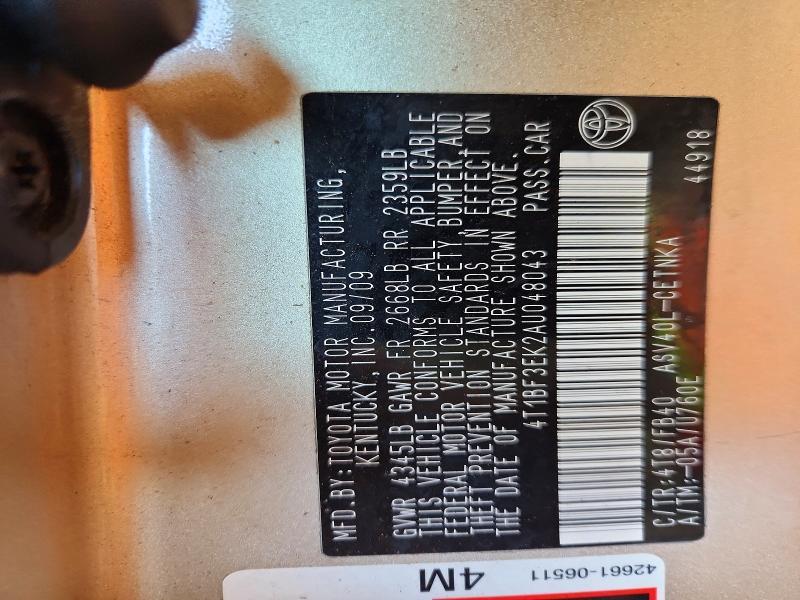 MFD.BY:TOYOTA MOTOR MANUFACTURING,
KENTUCKY, INC.09/09
GVWR 4345LB GAWR FR 2668LB RR 2359LB
THIS VEHICLE CONFORMS TO ALL APPLICABLE
FEDERAL MOTOR VEHICLE SAFETY, BUMPER, AND
THEFT PREVENTION STANDARDS IN EFFECT ON
THE DATE OF MANUFACTURE SHOWN ABOVE.
4T1BF3EK2AU048043 PASS.CAR
C/TR:4T8/FB40 ASV40L-CETNKA
A/TM:-05A/U760E 44918
42661-06511
4M